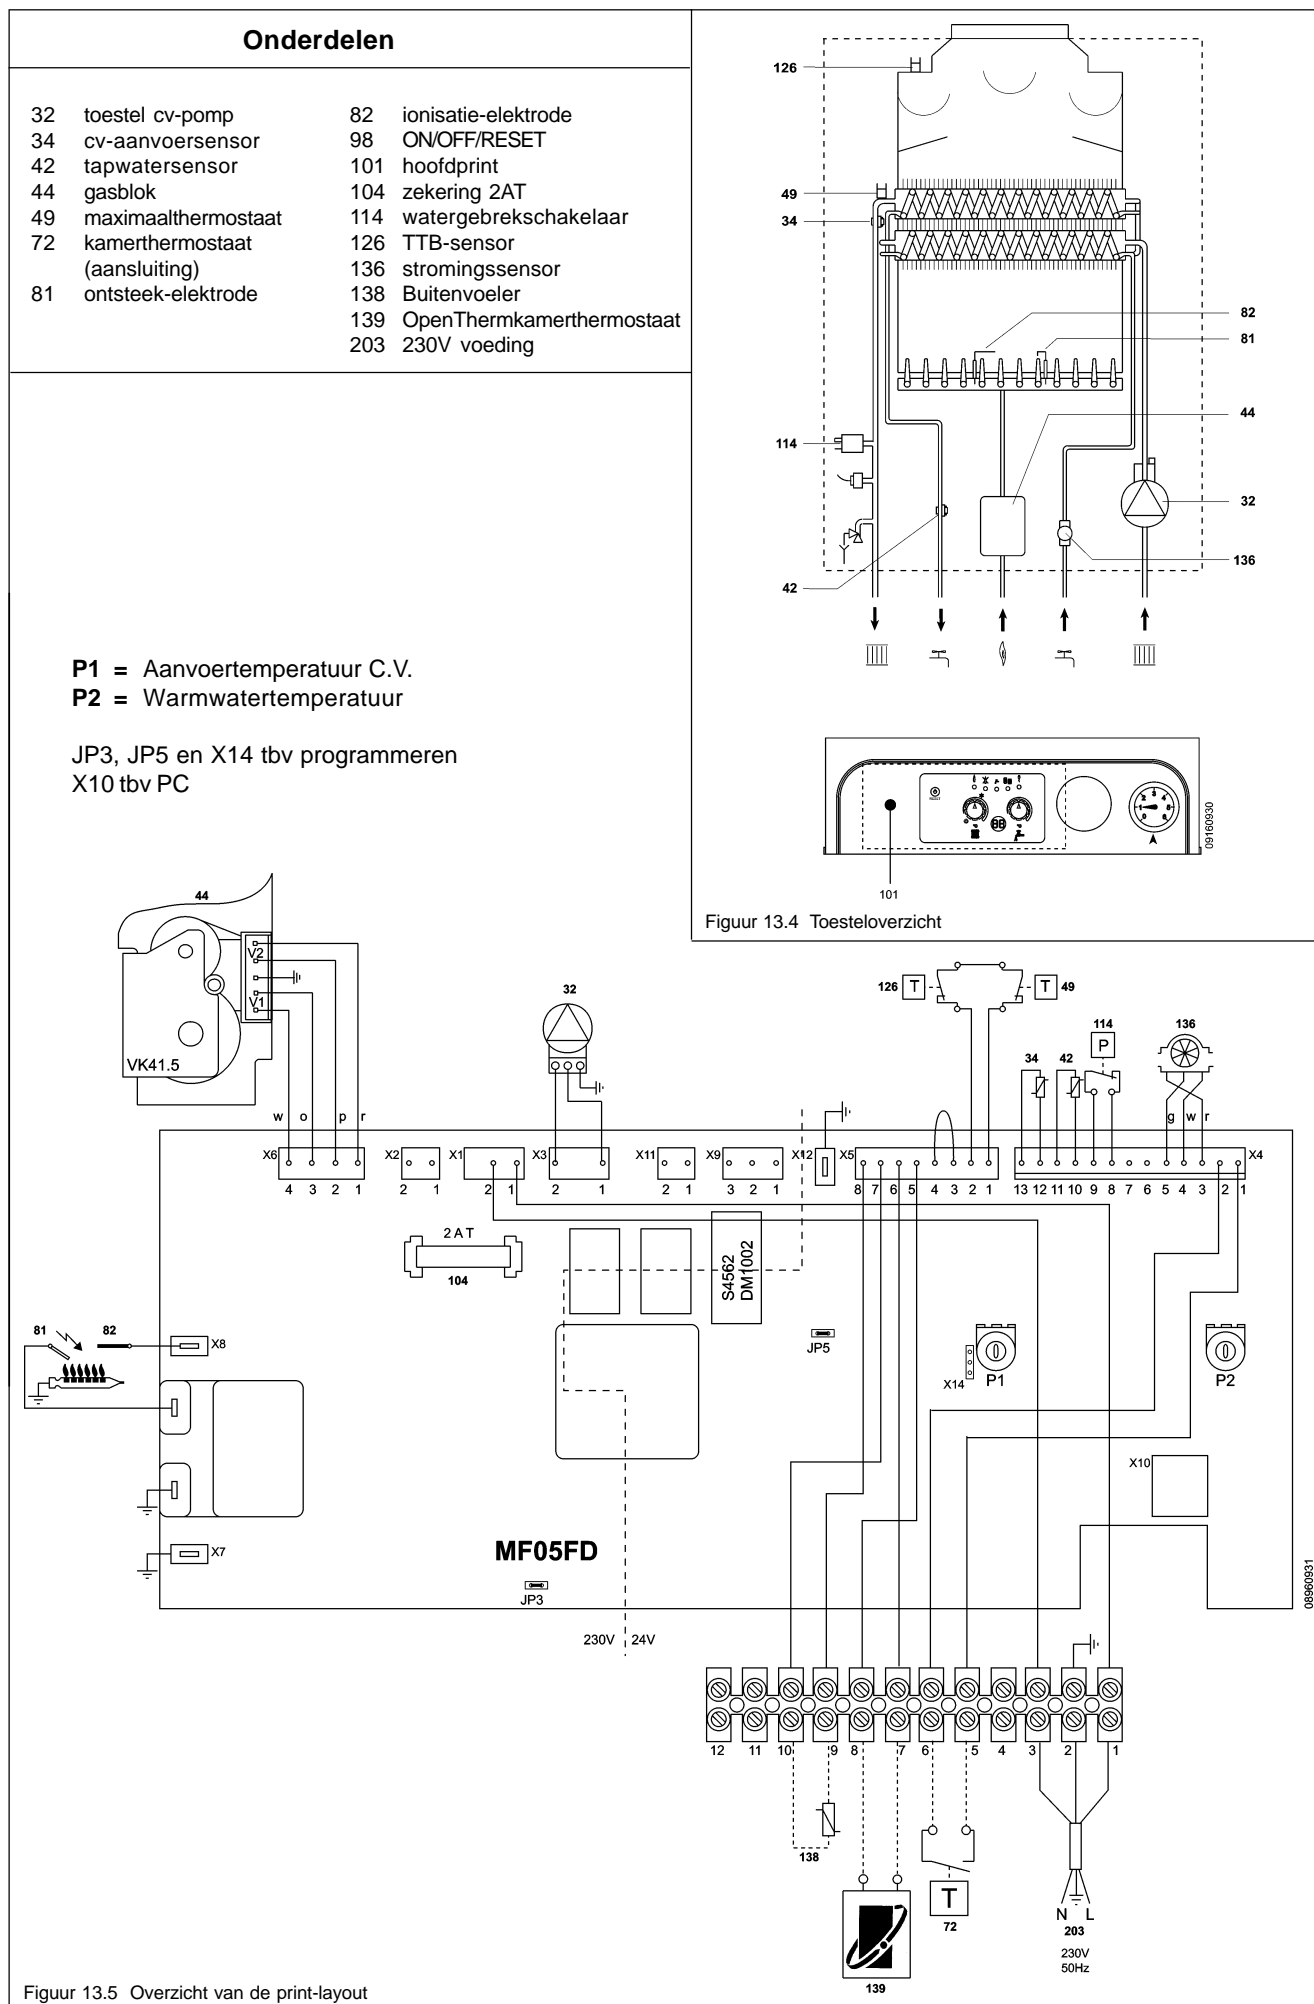 Onderdelen
32 toestel cv-pomp
34 cv-aanvoersensor
42 tapwatersensor
44 gasblok
49 maximaalthermostaat
72 kamerthermostaat
(aansluiting)
81 ontsteek-elektrode
82 ionisatie-elektrode
98 ON/OFF/RESET
101 hoofdprint
104 zekering 2AT
114 watergebrekschakelaar
126 TTB-sensor
136 stromingssensor
138 Buitenvoeler
139 OpenThermkamerthermostaat
203 230V voeding
126
49
34
82
81
44
114
32
136
42
P1 = Aanvoertemperatuur C.V.
P2 = Warmwatertemperatuur
JP3, JP5 en X14 tbv programmeren
X10 tbv PC
RESET
0 1 2 3 4 5 6
101
09160930
Figuur 13.4 Toesteloverzicht
44
V2
V1
VK41.5
32
126 T T 49
34 42 114 136
P
w o p r
g w r
X6 X2 X1 X3 X11 X9 X12 X5 X4
4 3 2 1 2 1 2 1 2 1 2 1 3 2 1 8 7 6 5 4 3 2 1 13 12 11 10 9 8 7 6 5 4 3 2 1
2 A T
104
S4562
DM1002
81 82 X8
JP5
X14 P1
P2
X10
X7
MF05FD
JP3
230V 24V
08960931
12 11 10 9 8 7 6 5 4 3 2 1
138
T
72
139
N L
203
230V
50Hz
Figuur 13.5 Overzicht van de print-layout